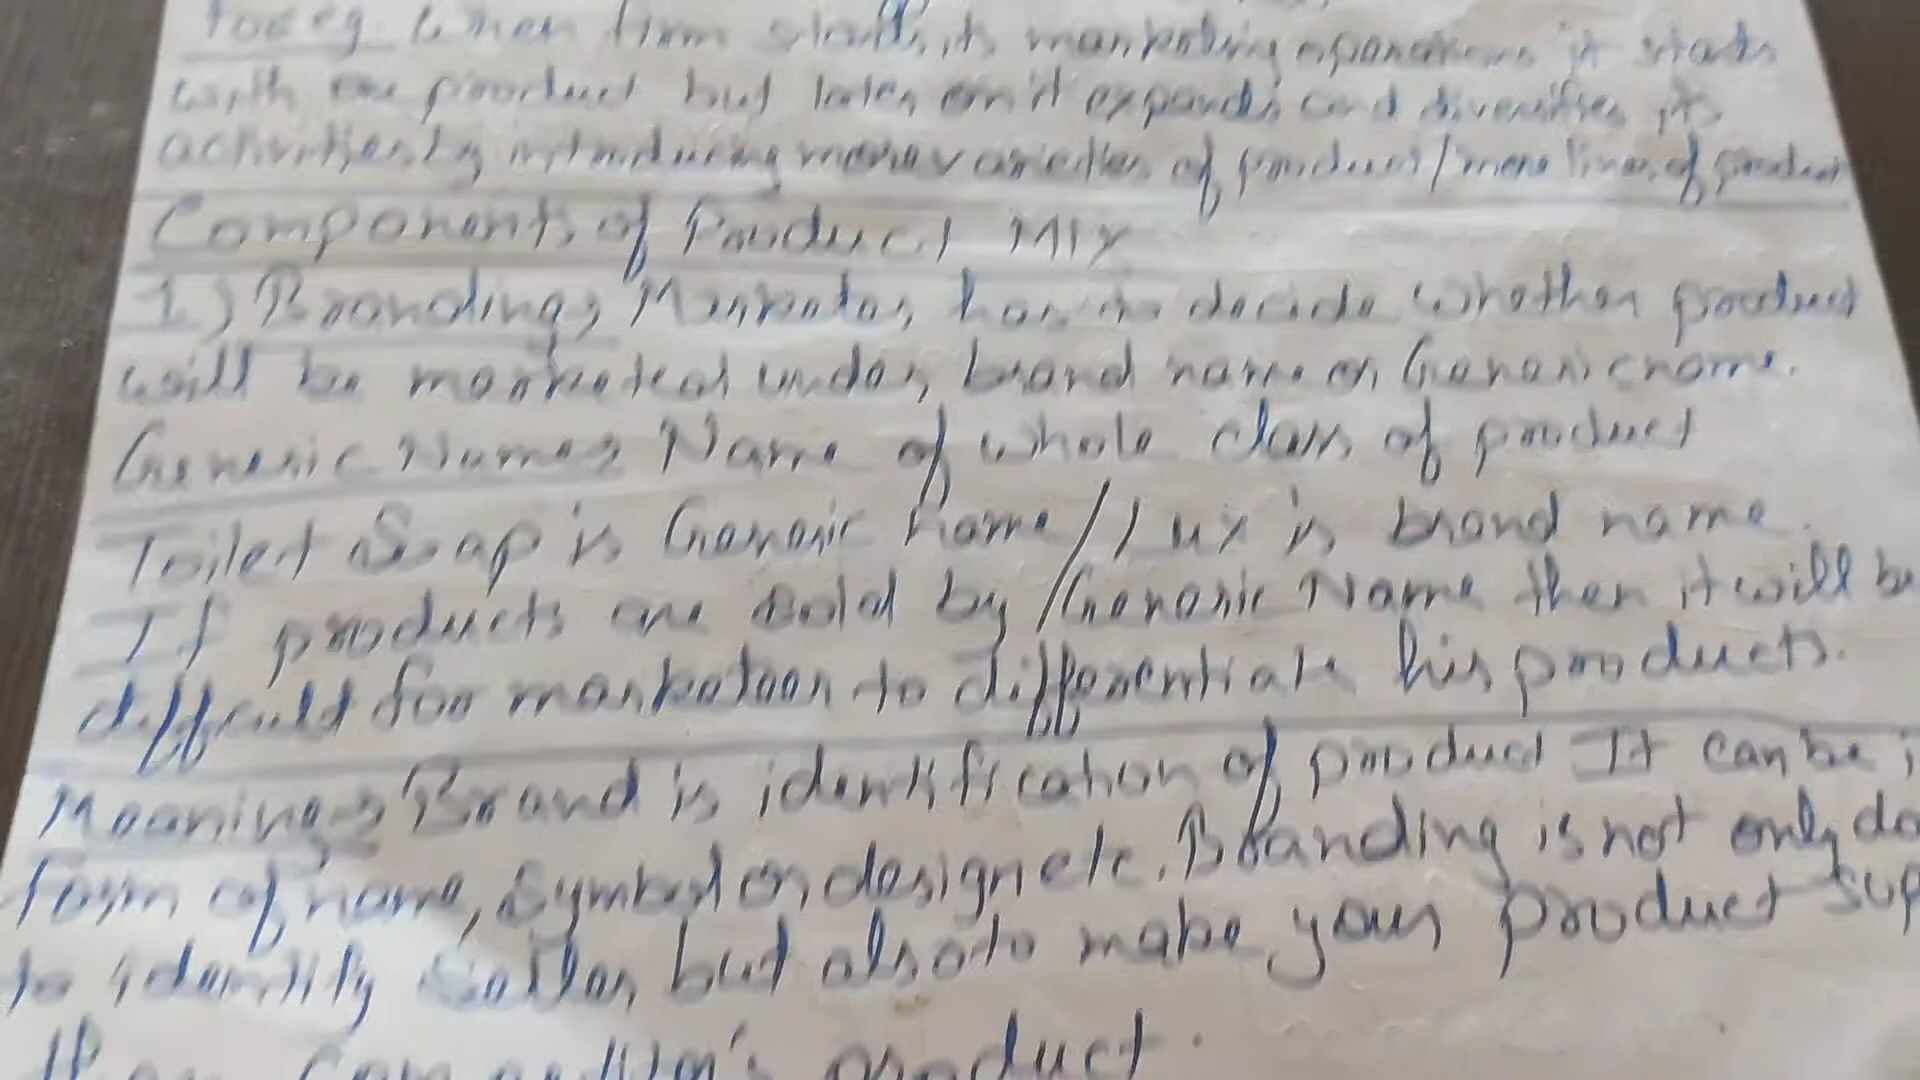 For eg. When firm starts its marketing operations it starts
with one product but later on it expands and diversifies its
activities by introducing more varieties of product/more lines of product
Components of Product Mix
1.) Branding> Marketer has to decide whether product
will be marketed under brand name or Generic name.
Generic Name> Name of whole class of product
Toilet Soap is Generic Name/Lux is brand name.
If products are sold by Generic Name then it will be
difficult for marketeer to differentiate his products.
Meaning> Brand is identification of product It can be i
form of name, symbol or design etc. Branding is not only do
to identify seller but also to make your product sup
than competitor's product.